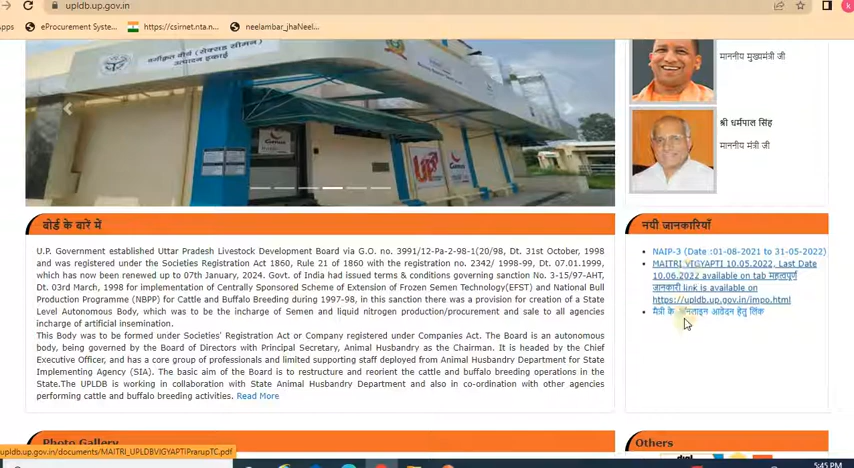 upldb.up.gov.in
pps
eProcurement Syste...
https://csirnet.nta.n...
neelambar_jhaNeel...
माननीय मुख्यमंत्री जी
श्री धर्मपाल सिंह
माननीय मंत्री जी
उत्पादन इकाई
Genus
बोर्ड के बारें में
U.P. Government established Uttar Pradesh Livestock Development Board via G.O. no. 3991/12-Pa-2-98-1(20/98, Dt. 31st October, 1998
and was registered under the Societies Registration Act 1860, Rule 21 of 1860 with the registration no. 2342/ 1998-99, Dt. 07.01.1999,
which has now been renewed up to 07th January, 2024. Govt. of India had issued terms & conditions governing sanction No. 3-15/97-AHT,
Dt. 03rd March, 1998 for implementation of Centrally Sponsored Scheme of Extension of Frozen Semen Technology(EFST) and National Bull
Production Programme (NBPP) for Cattle and Buffalo Breeding during 1997-98, in this sanction there was a provision for creation of a State
Level Autonomous Body, which was to be the incharge of Semen and liquid nitrogen production/procurement and sale to all agencies
incharge of artificial insemination.
This Body was to be formed under Societies' Registration Act or Company registered under Companies Act. The Board is an autonomous
body, being governed by the Board of Directors with Principal Secretary, Animal Husbandry as the Chairman. It is headed by the Chief
Executive Officer, and has a core group of professionals and limited supporting staff deployed from Animal Husbandry Department for State
Implementing Agency (SIA). The basic aim of the Board is to restructure and reorient the cattle and buffalo breeding operations in the
State.The UPLDB is working in collaboration with State Animal Husbandry Department and also in co-ordination with other agencies
performing cattle and buffalo breeding activities. Read More
नयी जानकारियाँ
NAIP-3 (Date :01-08-2021 to 31-05-2022)
MAITRI VIGYAPTI 10.05.2022, Last Date
10.06.2022 available on tab महत्वपूर्ण
जानकारी link is available on
https://upldb.up.gov.in/impo.html
मैत्री के ऑनलाइन आवेदन हेतु लिंक
Photo Gallery
Others
upldb.up.gov.in/documents/MAITRI_UPLDBVIGYAPTIPrarupTC.pdf
5:45 PM